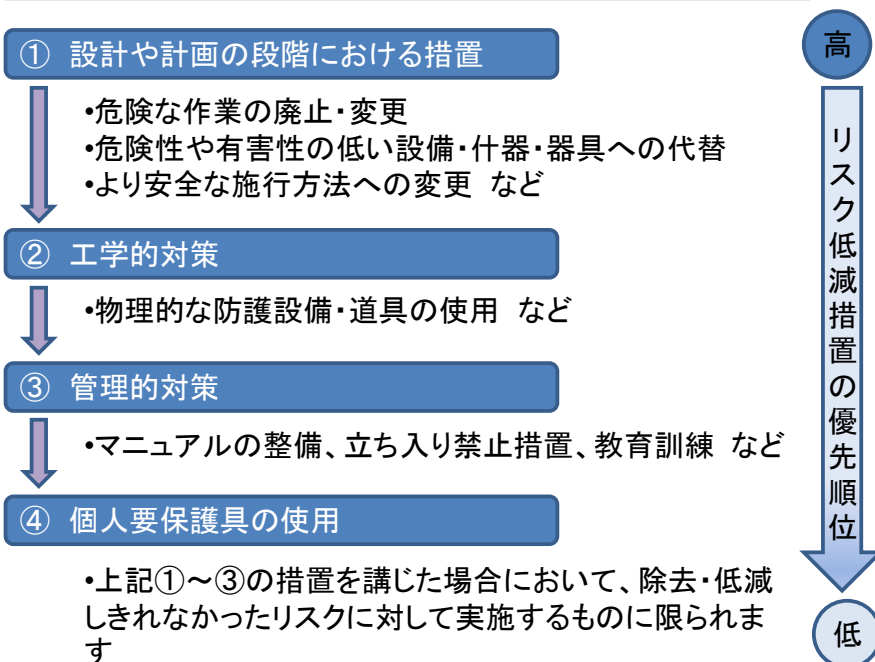 ① 設計や計画の段階における措置
高
•危険な作業の廃止・変更
•危険性や有害性の低い設備・什器・器具への代替
•より安全な施行方法への変更 など
② 工学的対策
•物理的な防護設備・道具の使用 など
③ 管理的対策
•マニュアルの整備、立ち入り禁止措置、教育訓練 など
④ 個人要保護具の使用
•上記①～③の措置を講じた場合において、除去・低減
しきれなかったリスクに対して実施するものに限られま
す
リスク低減措置の優先順位
低